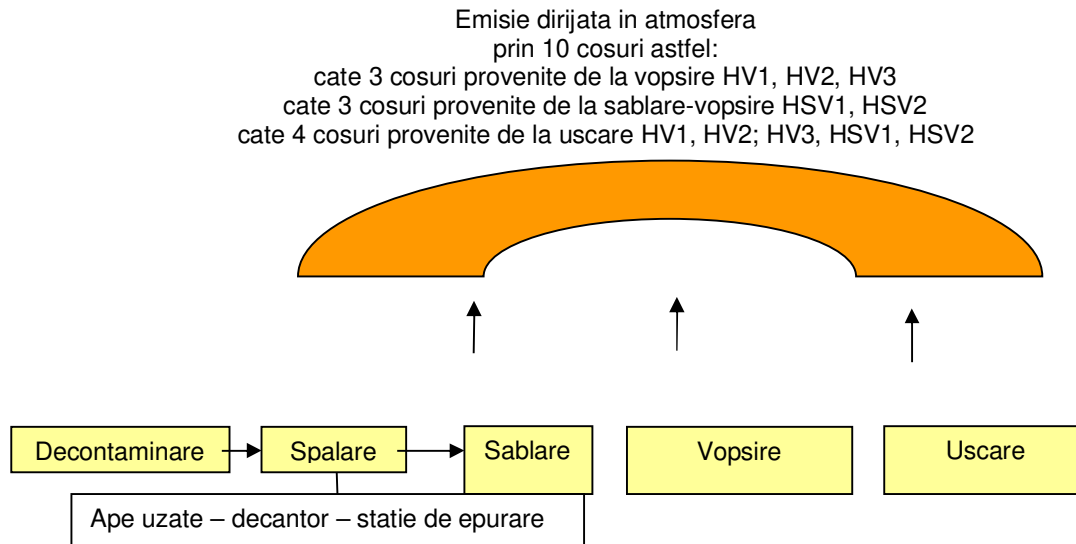 Emisie dirijata in atmosfera
prin 10 cosuri astfel:
cate 3 cosuri provenite de la vopsire HV1, HV2, HV3
cate 3 cosuri provenite de la sablare-vopsire HSV1, HSV2
cate 4 cosuri provenite de la uscare HV1, HV2; HV3, HSV1, HSV2
Decontaminare
Spalare
Sablare
Vopsire
Uscare
Ape uzate – decantor – statie de epurare